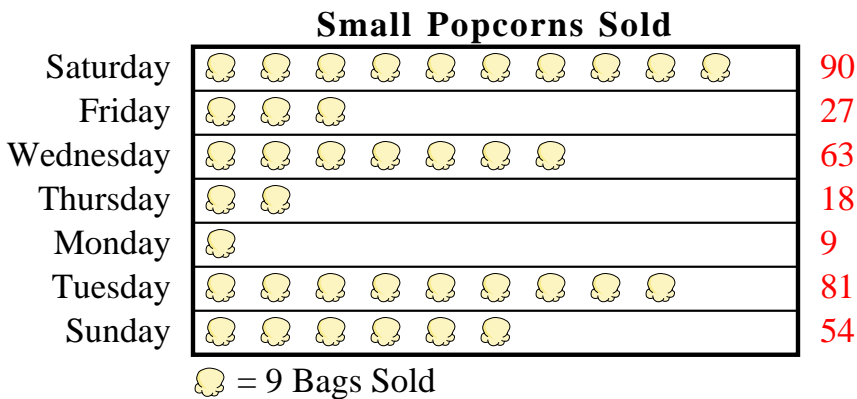 Small Popcorns Sold
Saturday 90
Friday 27
Wednesday 63
Thursday 18
Monday 9
Tuesday 81
Sunday 54
= 9 Bags Sold